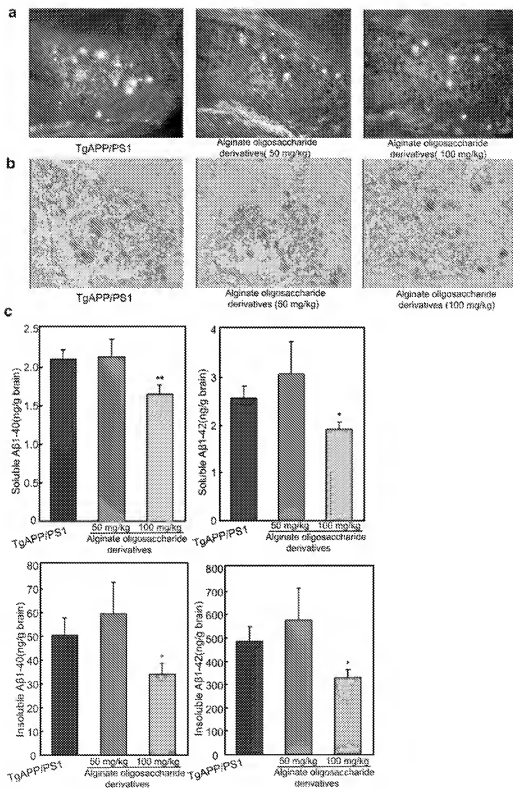 a
TgAPP/PS1
Alginate oligosaccharide
derivatives( 50 mg/kg)
Alginate oligosaccharide
derivatives( 100 mg/kg)
b
TgAPP/PS1
Alginate oligosaccharide
derivatives (50 mg/kg)
Alginate oligosaccharide
derivatives (100 mg/kg)
c
Soluble Aβ1-40(ng/g brain)
2.5
2.0
1.5
1.0
0.5
0
**
TgAPP/PS1
50 mg/kg 100 mg/kg
Alginate oligosaccharide
derivatives
Soluble Aβ1-42(ng/g brain)
4
3
2
0
*
TgAPP/PS1
50 mg/kg 100 mg/kg
Alginate oligosaccharide
derivatives
Insoluble Aβ1-40(ng/g brain)
80
70
60
50
40
30
20
10
0
*
TgAPP/PS1
50 mg/kg 100 mg/kg
Alginate oligosaccharide
derivatives
Insoluble Aβ1-42(ng/g brain)
800
700
600
500
400
300
200
100
0
*
TgAPP/PS1
50 mg/kg 100 mg/kg
Alginate oligosaccharide
derivatives